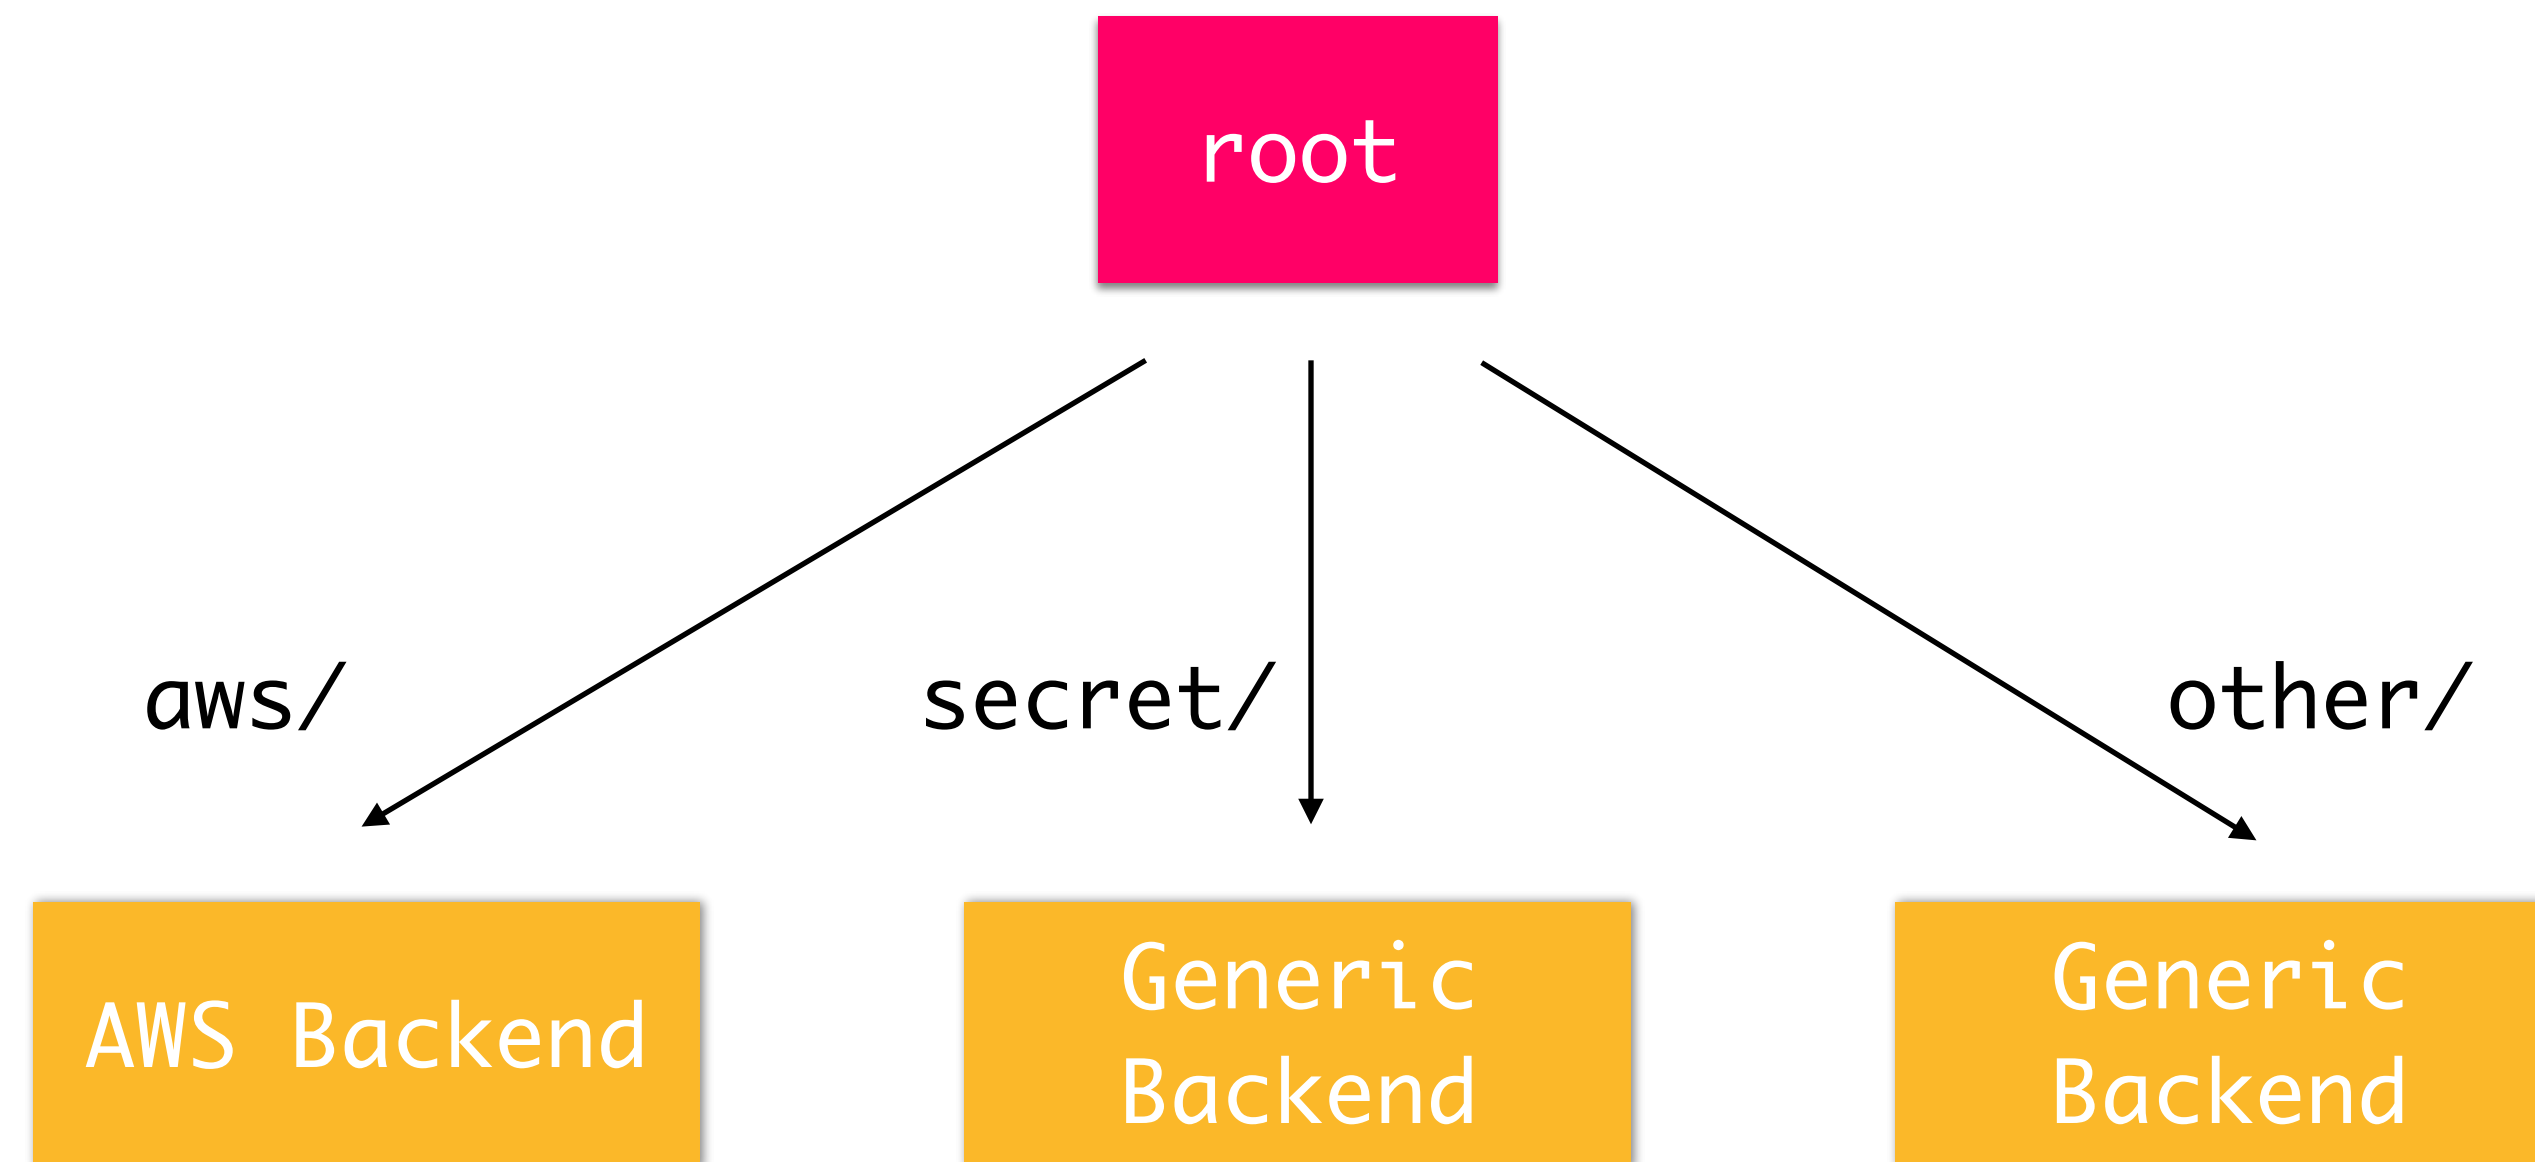 root
aws/
secret/
other/
AWS Backend
Generic
Backend
Generic
Backend